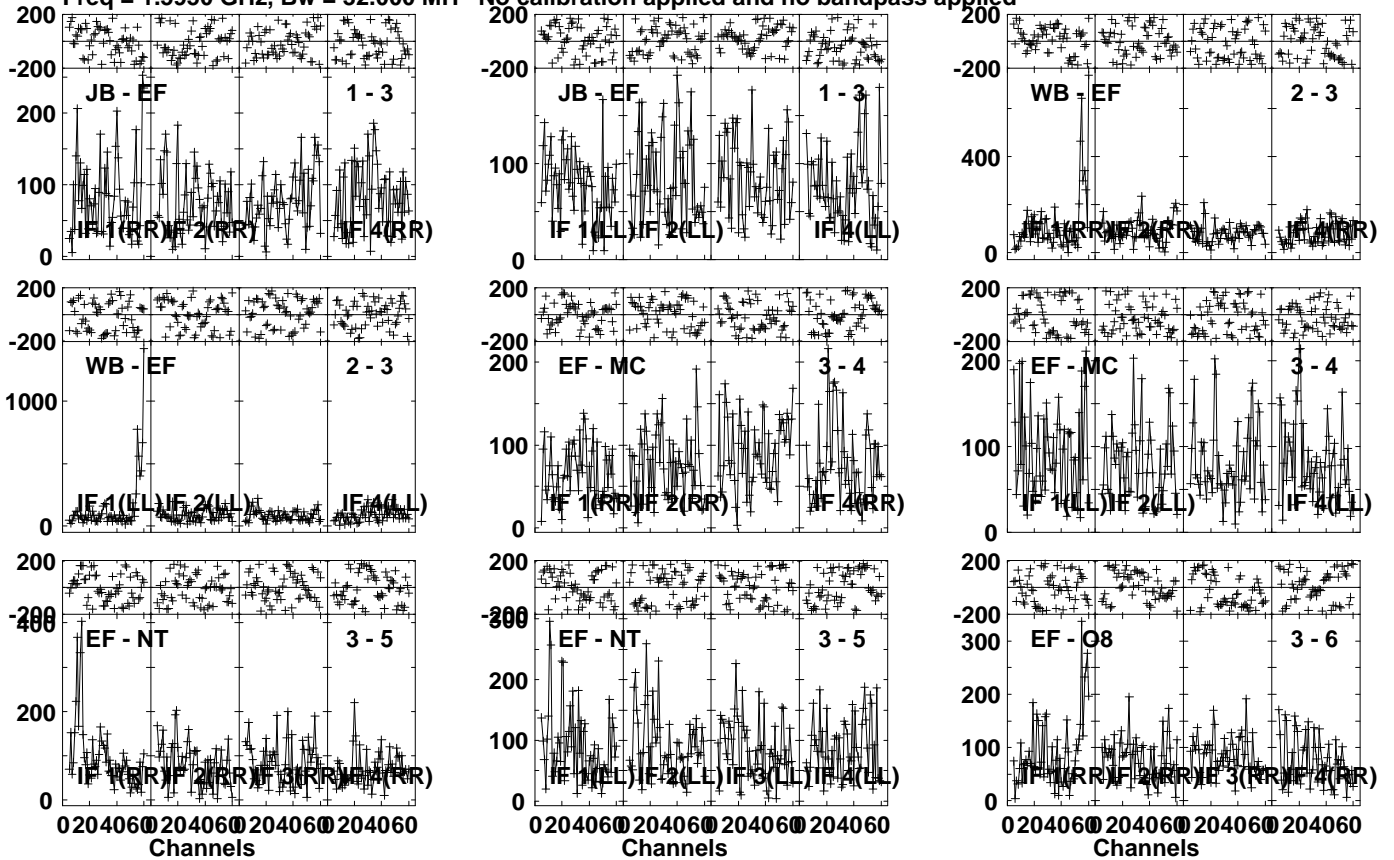 GHz, Bw = MH No calibration applied and no bandpass applied
200 200 200
-200 -200 -200
JB - EF 1 - 3 JB - EF 1 - 3 WB - EF 2 - 3
200 200
400
100 100
200
IF 1(RR) IF 2(RR) IF 4(RR) IF 1(LL) IF 2(LL) IF 4(LL) IF 1(RR) IF 2(RR) IF 4(RR)
0 0 0
200 200 200
-200 -200 -200
WB - EF 2 - 3 EF - MC 3 - 4 EF - MC 3 - 4
200 200
1000
100 100
IF 1(LL) IF 2(LL) IF 4(LL) IF 1(RR) IF 2(RR) IF 4(RR) IF 1(LL) IF 2(LL) IF 4(LL)
0 0 0
200 200 200
-200 -200 -200
400 300
EF - NT 3 - 5 EF - NT 3 - 5 EF - O8 3 - 6
300
200 200 200
100 100
IF 1(RR) IF 2(RR) IF 3(RR) IF 4(RR) IF 1(LL) IF 2(LL) IF 3(LL) IF 4(LL) IF 1(RR) IF 2(RR) IF 3(RR) IF 4(RR)
0 0 0
0 20 40 60 0 20 40 60 0 20 40 60 0 20 40 60 0 20 40 60 0 20 40 60 0 20 40 60 0 20 40 60 0 20 40 60 0 20 40 60 0 20 40 60 0 20 40 60
Channels Channels Channels